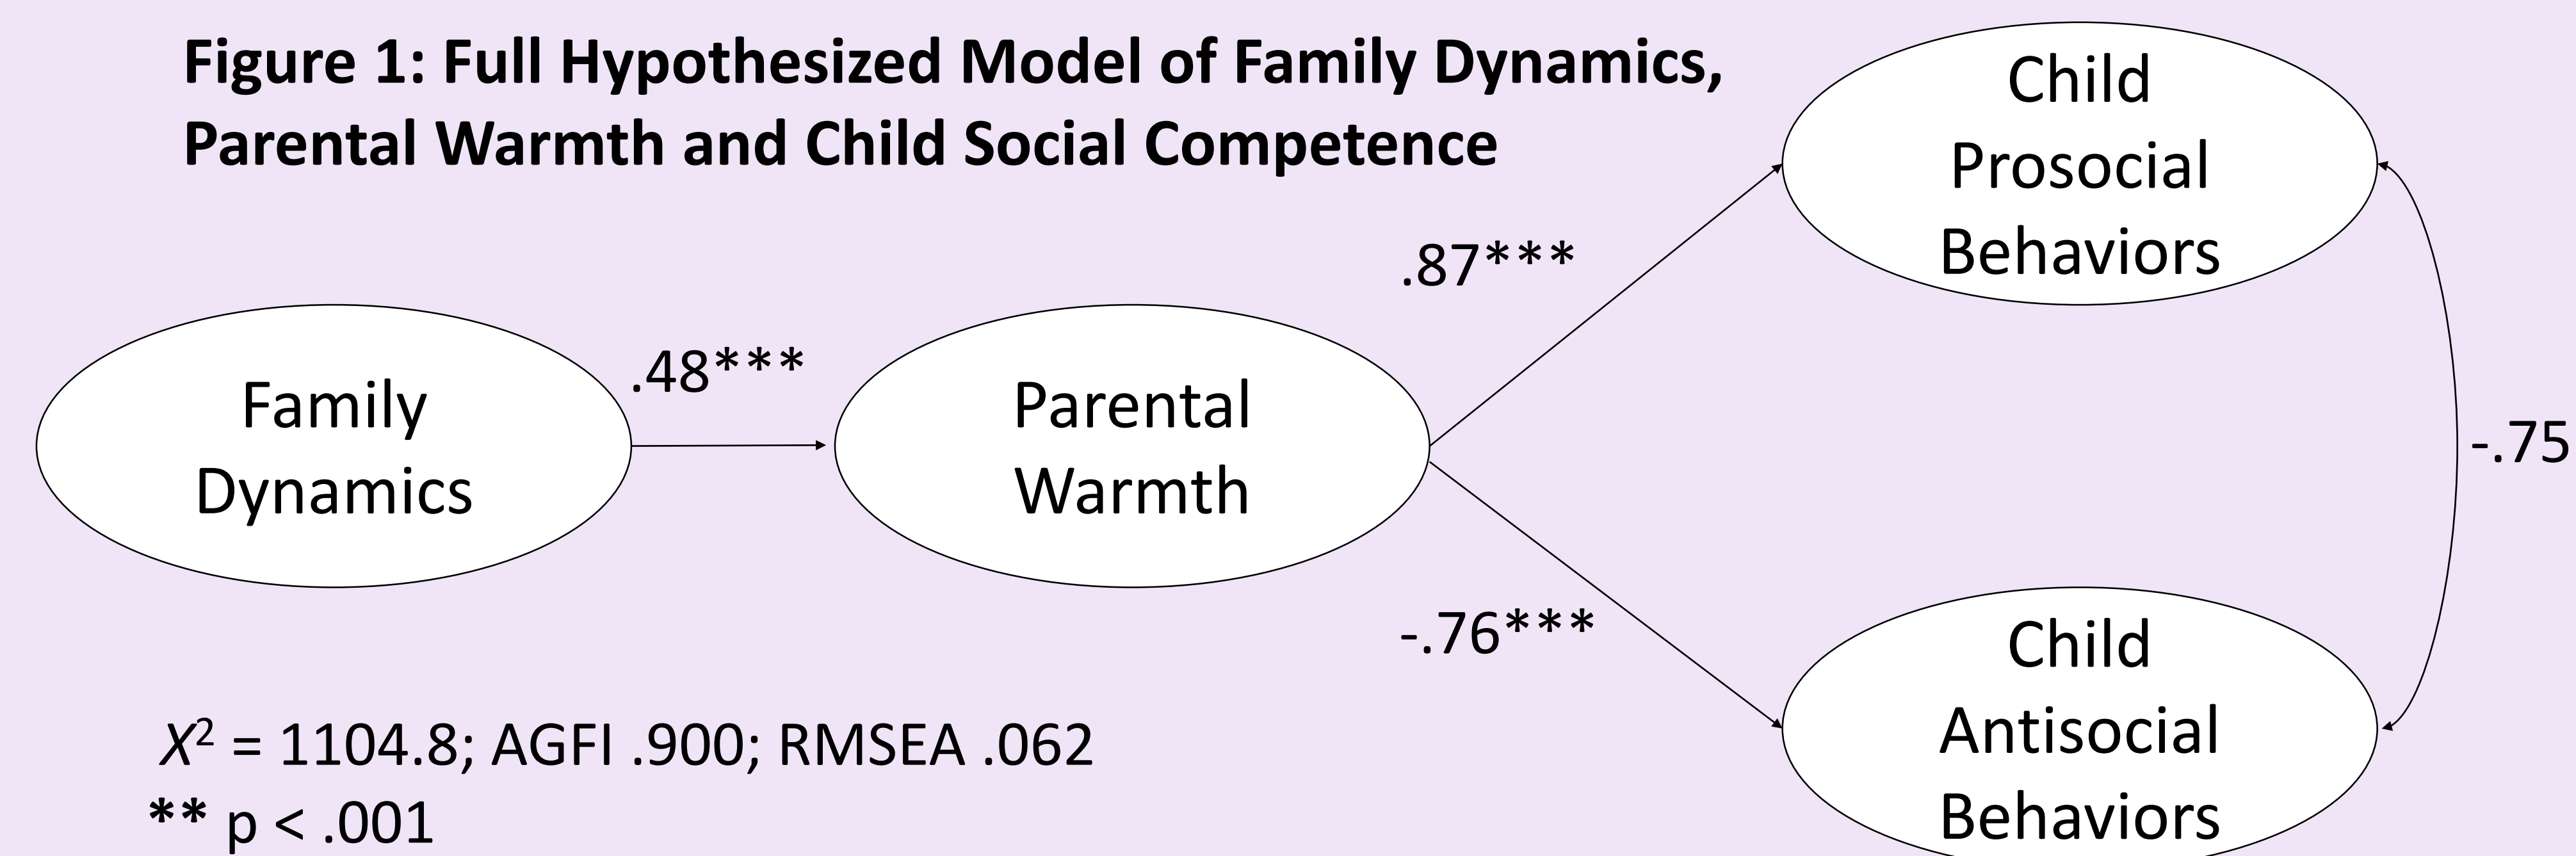 Figure 1: Full Hypothesized Model of Family Dynamics,
Parental Warmth and Child Social Competence
Child
Prosocial
Behaviors
.87***
.48***
Family
Dynamics
Parental
Warmth
-.75
-.76***
Child
Antisocial
Behaviors
X² = 1104.8; AGFI .900; RMSEA .062
** p < .001